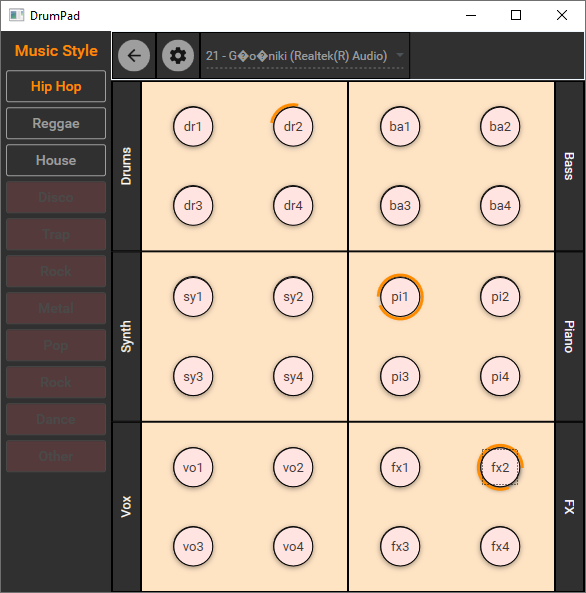 DrumPad
Music Style
21 - G�o�niki (Realtek(R) Audio)
Hip Hop
Reggae
House
Disco
Trap
Rock
Metal
Pop
Rock
Dance
Other
Drums
dr1 dr2
dr3 dr4
ba1 ba2
ba3 ba4
Bass
Synth
sy1 sy2
sy3 sy4
pi1 pi2
pi3 pi4
Piano
Vox
vo1 vo2
vo3 vo4
fx1 fx2
fx3 fx4
FX